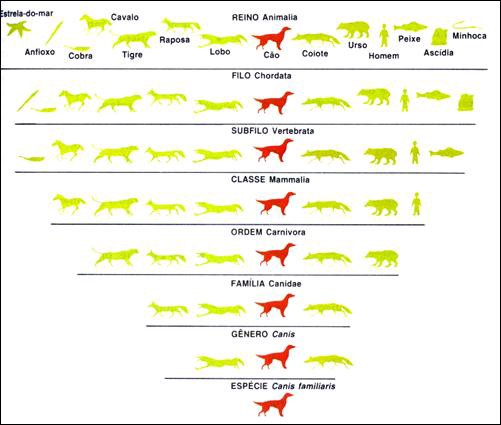 REINO Animalia
Estrela-do-mar
Anfioxo
Cobra
Cavalo
Tigre
Raposa
Lobo
Cão
Coiote
Urso
Homem
Peixe
Ascídia
Minhoca
FILO Chordata
SUBFILO Vertebrata
CLASSE Mammalia
ORDEM Carnivora
FAMÍLIA Canidae
GÊNERO Canis
ESPÉCIE Canis familiaris